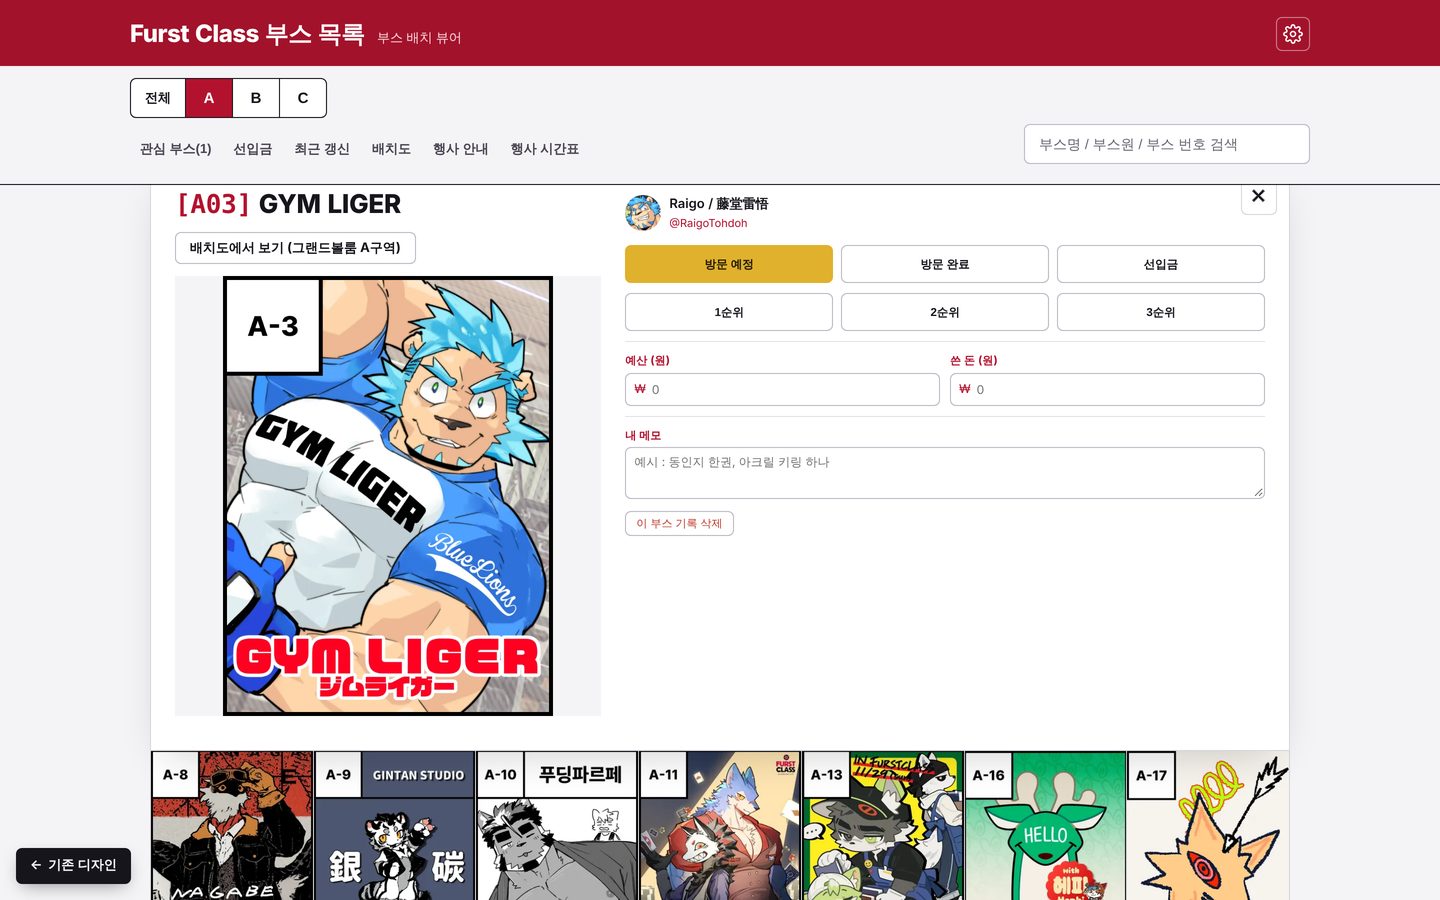 Furst Class 부스 목록 부스 배치 뷰어
전체 A B C
관심 부스(1) 선입금 최근 갱신 배치도 행사 안내 행사 시간표
부스명 / 부스원 / 부스 번호 검색
[A03] GYM LIGER
배치도에서 보기 (그랜드볼룸 A구역)
A-3
GYM LIGER
BlueLions
GYM LIGER
ジムライガー
Raigo / 藤堂雷悟
@RaigoTohdoh
방문 예정 방문 완료 선입금
1순위 2순위 3순위
예산 (원) 쓴 돈 (원)
₩ 0 ₩ 0
내 메모
예시 : 동인지 한권, 아크릴 키링 하나
이 부스 기록 삭제
A-8
NAGABE
A-9 GINTAN STUDIO
銀 碳
A-10 푸딩파르페
A-11
FURST CLASS
A-13
A-16
HELLO
with
해피
A-17
← 기존 디자인